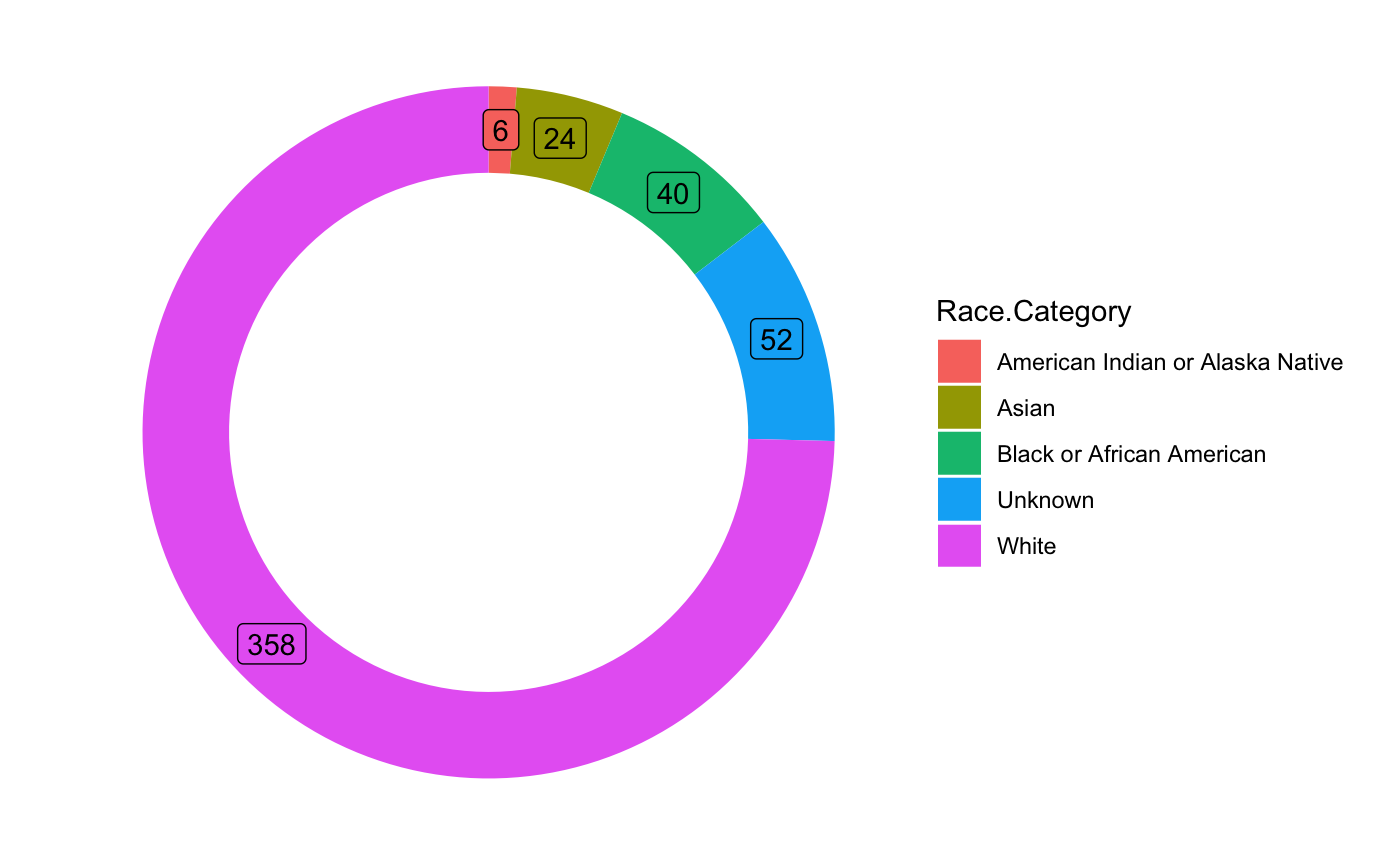 6
24
40
52
358
Race.Category
American Indian or Alaska Native
Asian
Black or African American
Unknown
White